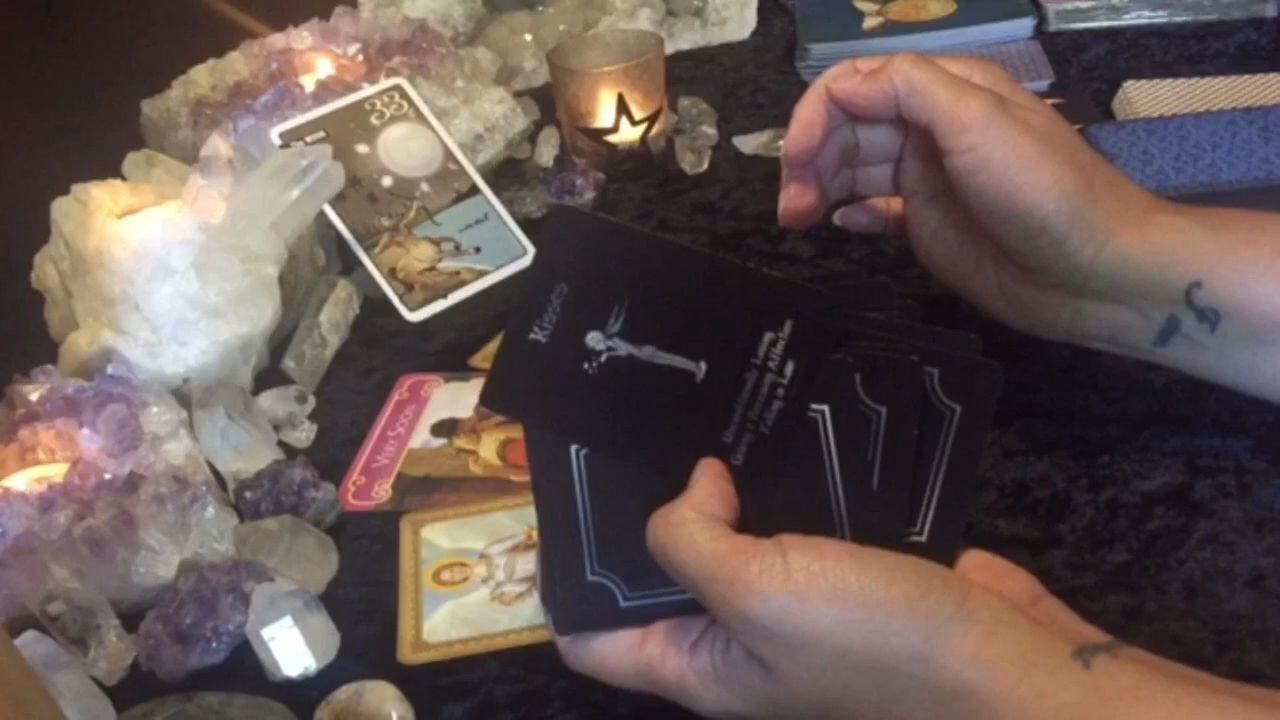 33
Kisses
Unconditionally Loving
Giving & Receiving Affection
Falling in Love
VERY SOON